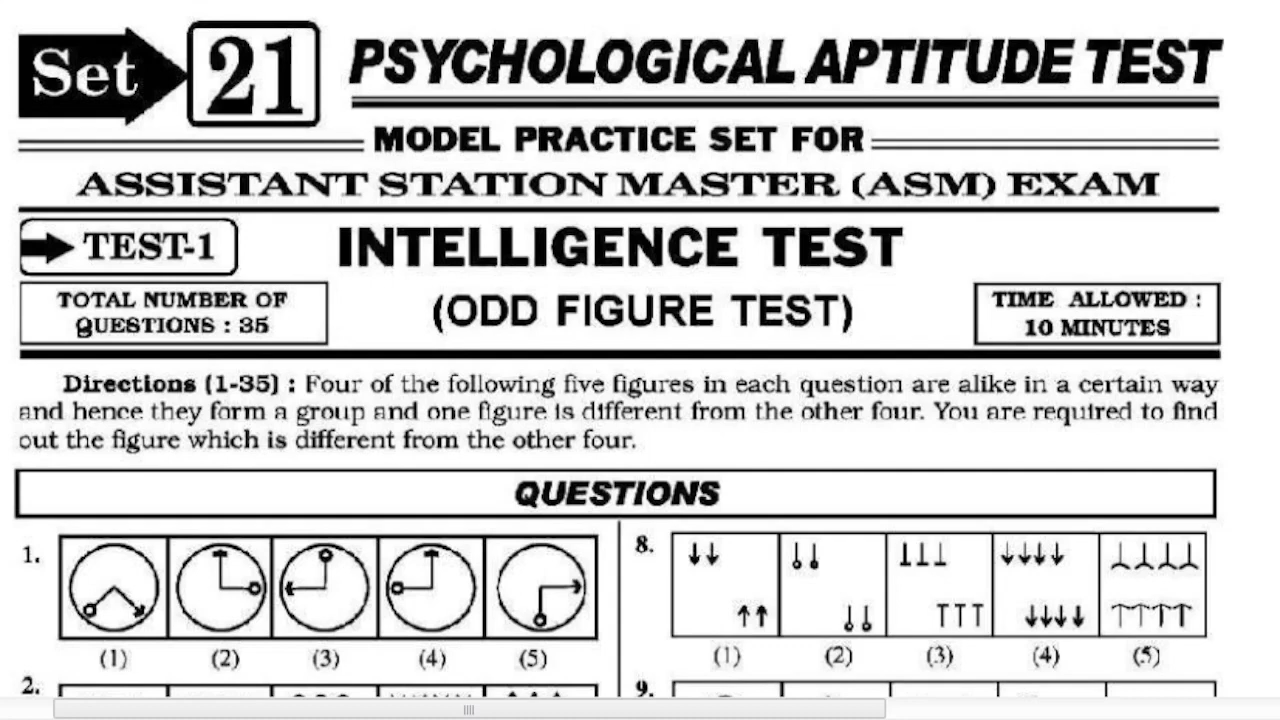 Set 21 PSYCHOLOGICAL APTITUDE TEST
MODEL PRACTICE SET FOR
ASSISTANT STATION MASTER (ASM) EXAM
TEST-1
INTELLIGENCE TEST
TOTAL NUMBER OF
QUESTIONS : 35
(ODD FIGURE TEST)
TIME ALLOWED :
10 MINUTES
Directions (1-35) : Four of the following five figures in each question are alike in a certain way
and hence they form a group and one figure is different from the other four. You are required to find
out the figure which is different from the other four.
QUESTIONS
1.
(1) (2) (3) (4) (5)
2.
8.
(1) (2) (3) (4) (5)
9.